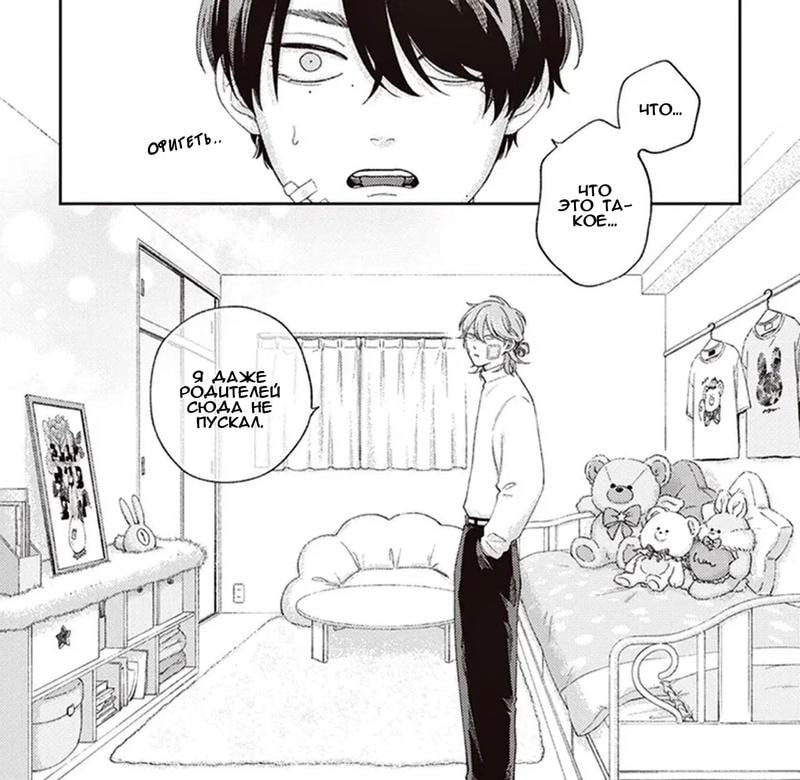 ЧТО...
ОФИГЕТЬ..
ЧТО
ЭТО ТА-
КОЕ...
Я ДАЖЕ
РОДИТЕЛЕЙ
СЮДА НЕ
ПУСКАЛ.